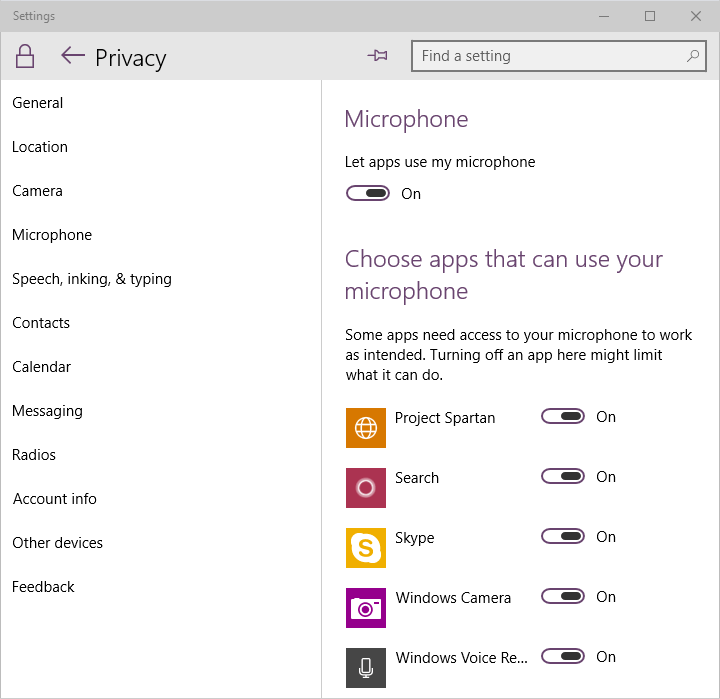 Settings
Privacy
Find a setting
General
Location
Camera
Microphone
Speech, inking, & typing
Contacts
Calendar
Messaging
Radios
Account info
Other devices
Feedback
Microphone
Let apps use my microphone
On
Choose apps that can use your
microphone
Some apps need access to your microphone to work
as intended. Turning off an app here might limit
what it can do.
Project Spartan On
Search On
Skype On
Windows Camera On
Windows Voice Re... On